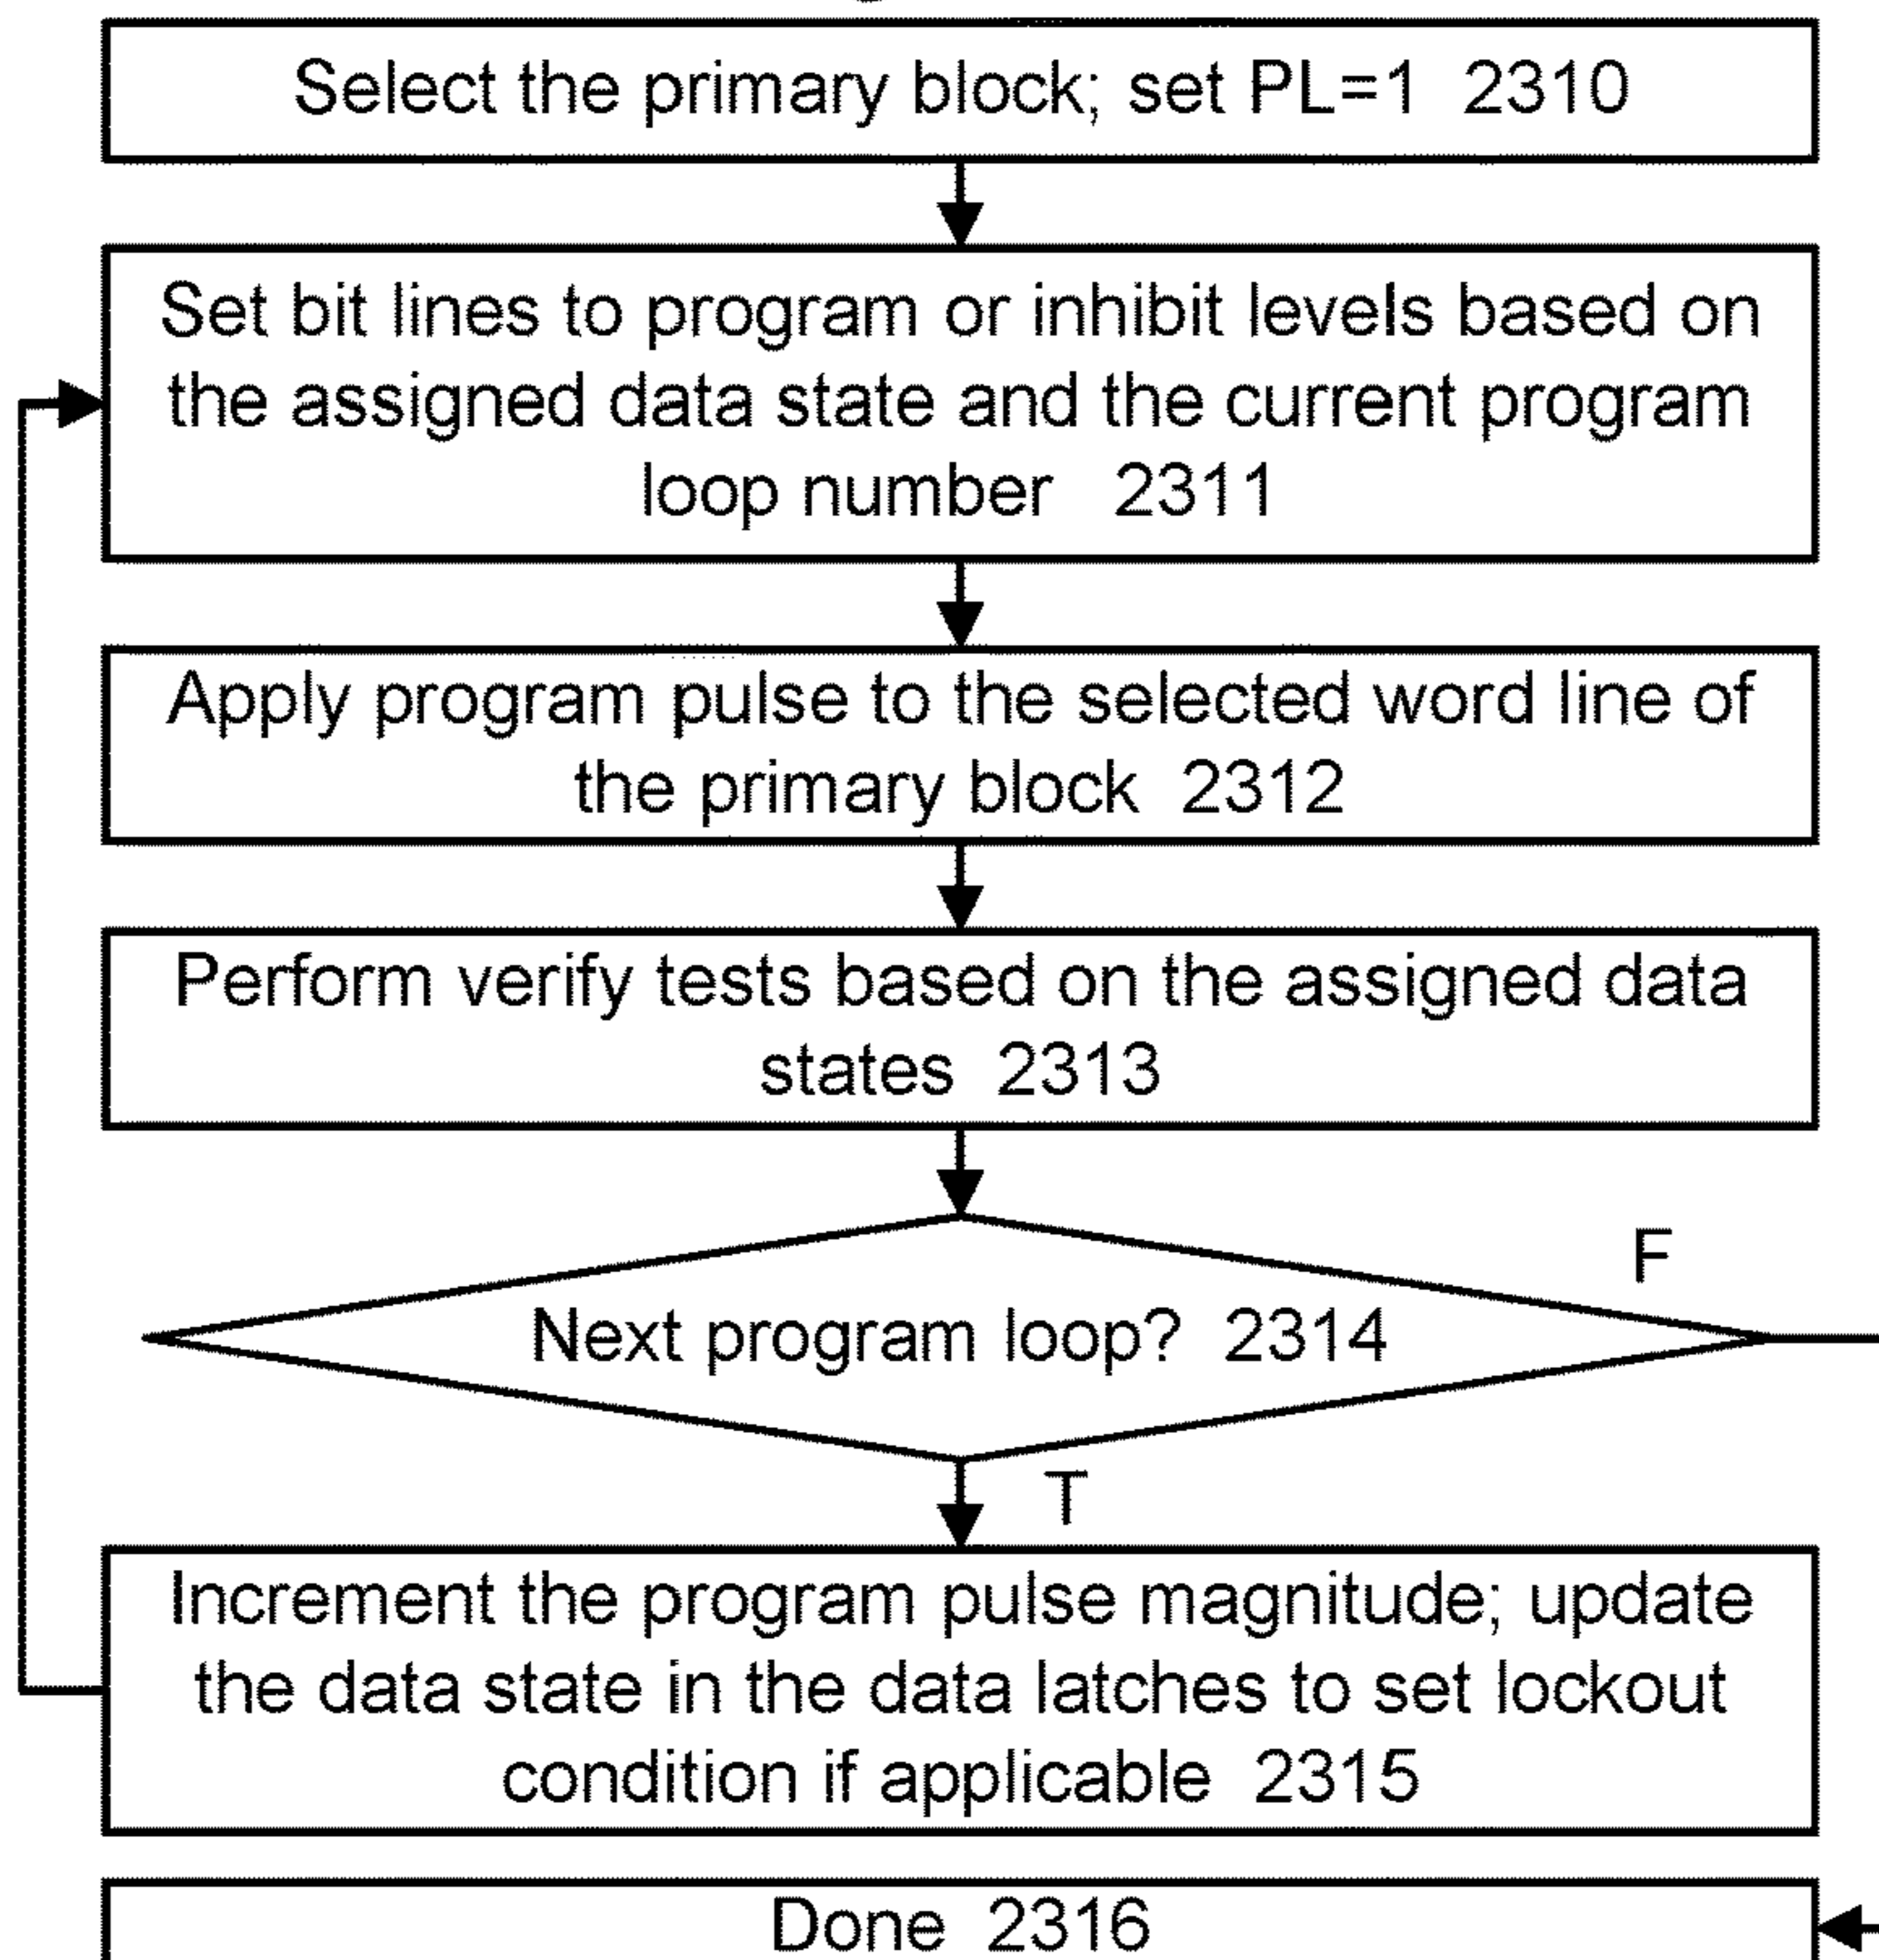 Select the primary block; set PL=1 2310
Set bit lines to program or inhibit levels based on
the assigned data state and the current program
loop number 2311
Apply program pulse to the selected word line of
the primary block 2312
Perform verify tests based on the assigned data
states 2313
F
Next program loop? 2314
T
Increment the program pulse magnitude; update
the data state in the data latches to set lockout
condition if applicable 2315
Done 2316